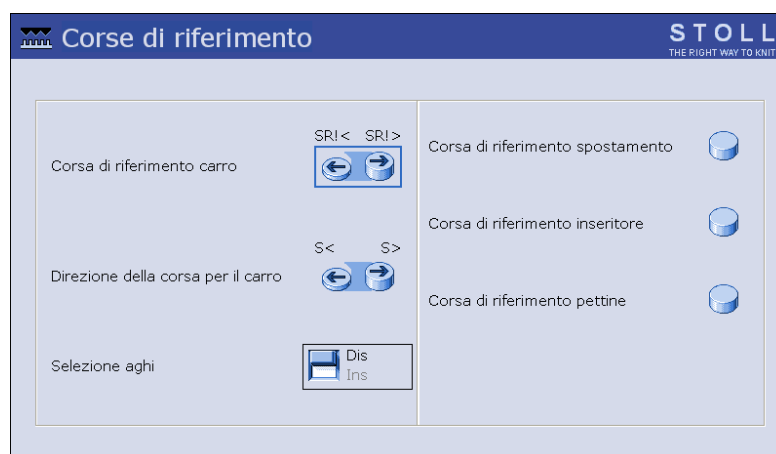 Corse di riferimento
STOLL
THE RIGHT WAY TO KNIT
SR!< SR!>
Corsa di riferimento carro
S< S>
Direzione della corsa per il carro
Selezione aghi
Dis
Ins
Corsa di riferimento spostamento
Corsa di riferimento inseritore
Corsa di riferimento pettine